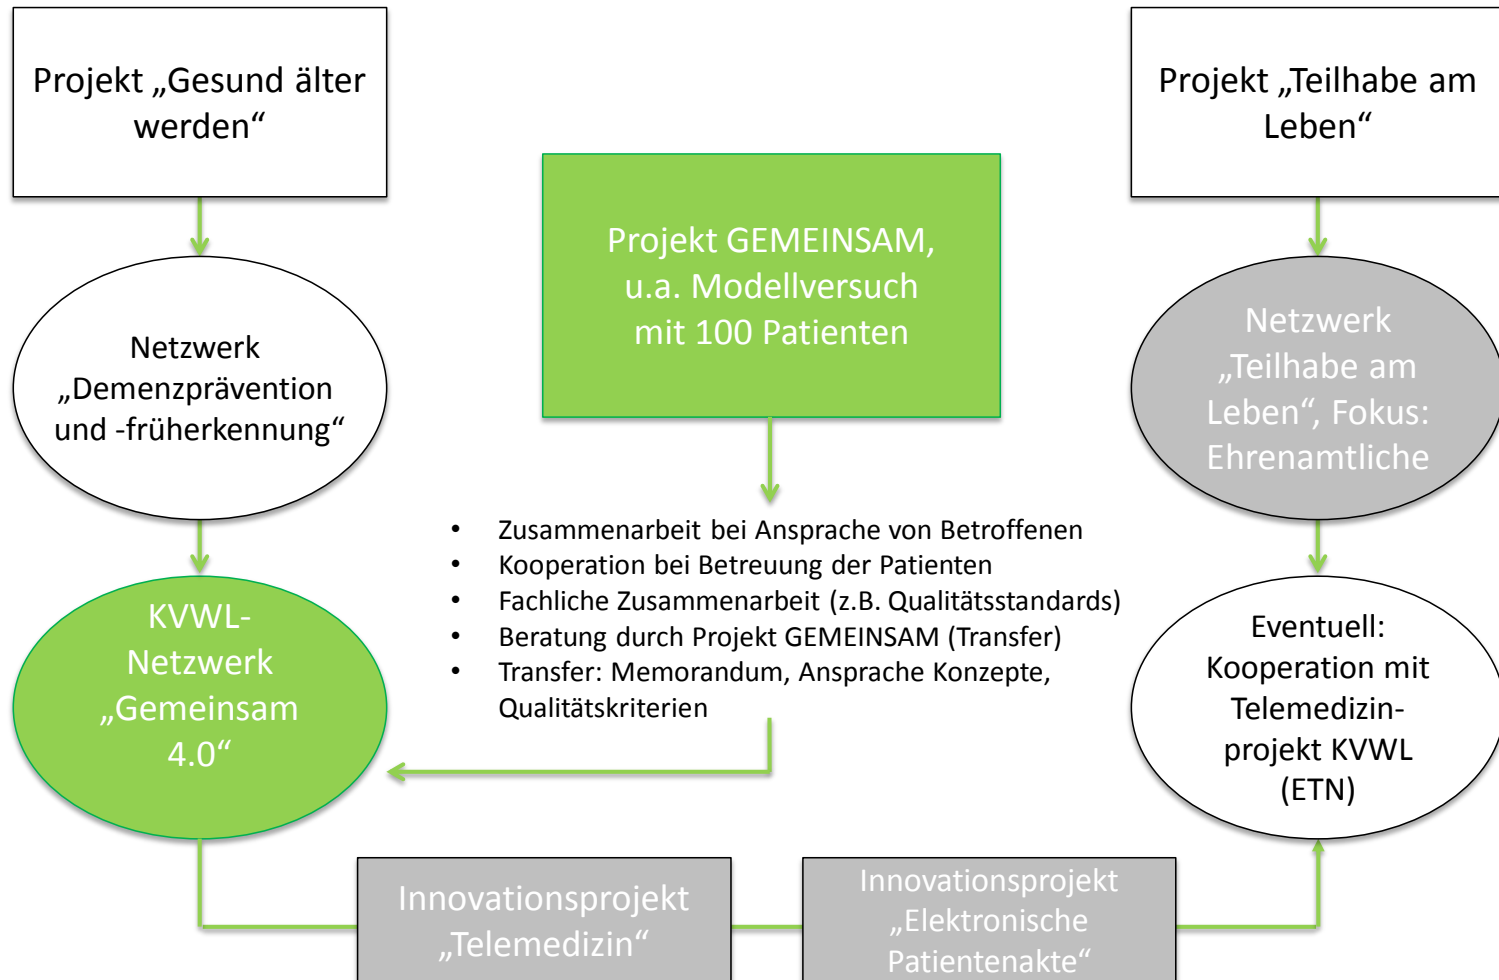 Projekt „Gesund älter
werden“
Projekt „Teilhabe am
Leben“
Projekt GEMEINSAM,
u.a. Modellversuch
mit 100 Patienten
Netzwerk
„Demenzprävention
und -früherkennung“
Netzwerk
„Teilhabe am
Leben“, Fokus:
Ehrenamtliche
• Zusammenarbeit bei Ansprache von Betroffenen
• Kooperation bei Betreuung der Patienten
• Fachliche Zusammenarbeit (z.B. Qualitätsstandards)
• Beratung durch Projekt GEMEINSAM (Transfer)
• Transfer: Memorandum, Ansprache Konzepte,
Qualitätskriterien
KVWL-
Netzwerk
„Gemeinsam
4.0“
Eventuell:
Kooperation mit
Telemedizin-
projekt KVWL
(ETN)
Innovationsprojekt
„Telemedizin“
Innovationsprojekt
„Elektronische
Patientenakte“